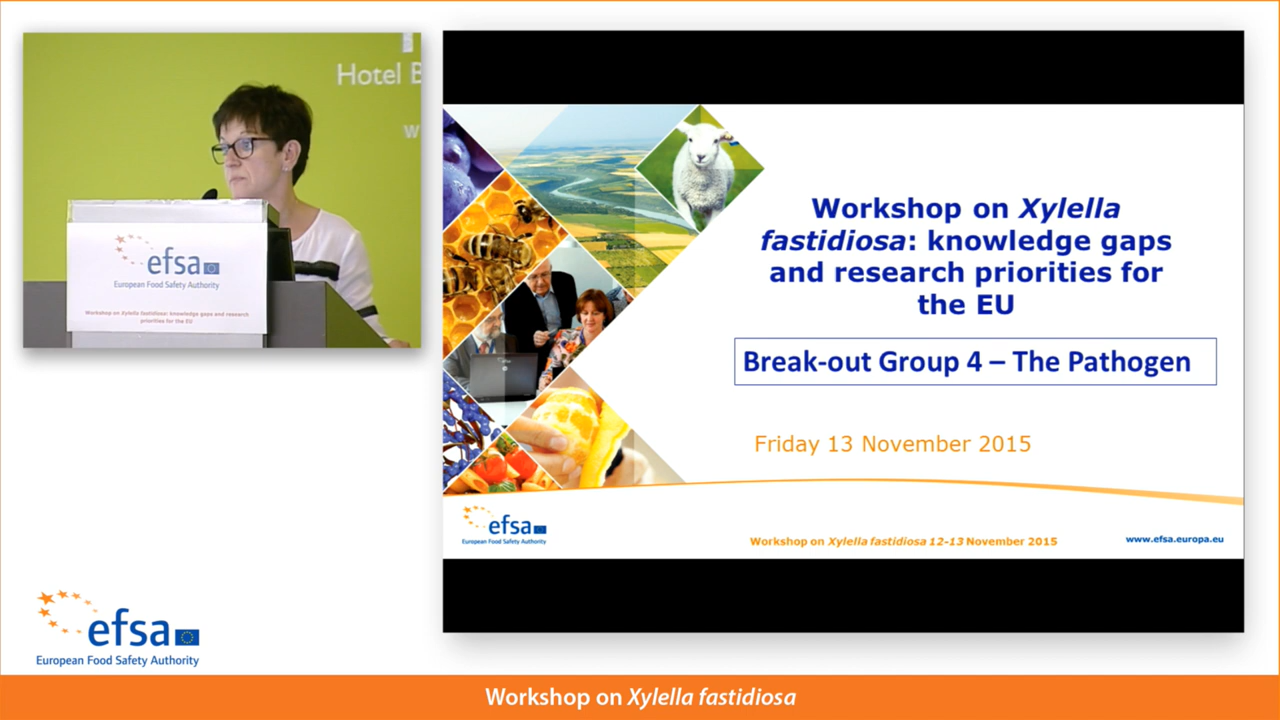 Hotel
efsa
European Food Safety Authority
Workshop on Xylella fastidiosa: knowledge gaps and research
priorities for the EU
Workshop on Xylella
fastidiosa: knowledge gaps
and research priorities for
the EU
Break-out Group 4 – The Pathogen
Friday 13 November 2015
efsa
European Food Safety Authority
Workshop on Xylella fastidiosa 12-13 November 2015
www.efsa.europa.eu
efsa
European Food Safety Authority
Workshop on Xylella fastidiosa